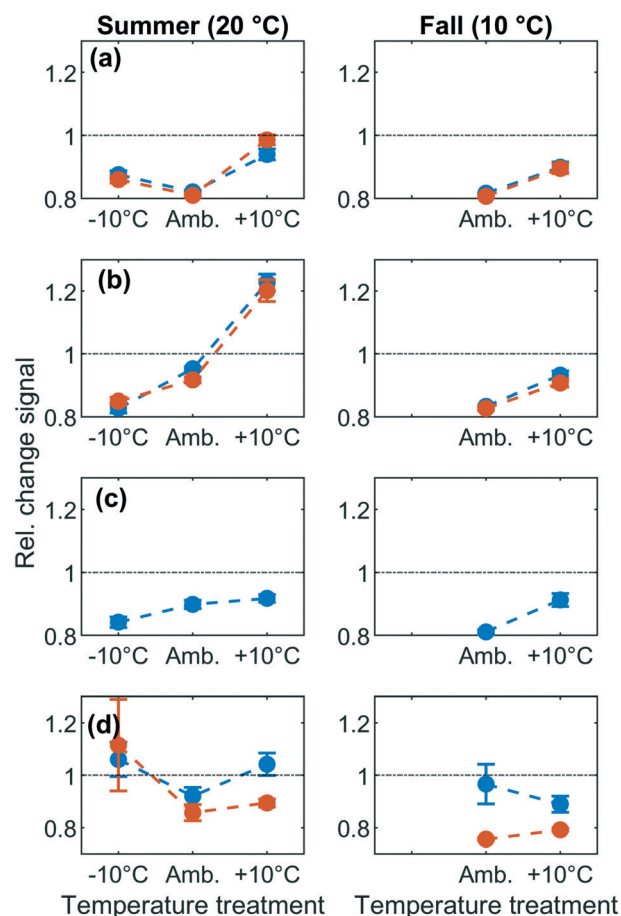 Summer (20 °C) Fall (10 °C)
(a)
1.2
1
0.8
-10°C Amb. +10°C Amb. +10°C
1.2
1
0.8
(b)
1.2
1
0.8
-10°C Amb. +10°C Amb. +10°C
1.2
1
0.8
Rel. change signal
(c)
1.2
1
0.8
-10°C Amb. +10°C Amb. +10°C
1.2
1
0.8
(d)
1.2
1
0.8
-10°C Amb. +10°C Amb. +10°C
1.2
1
0.8
Temperature treatment Temperature treatment